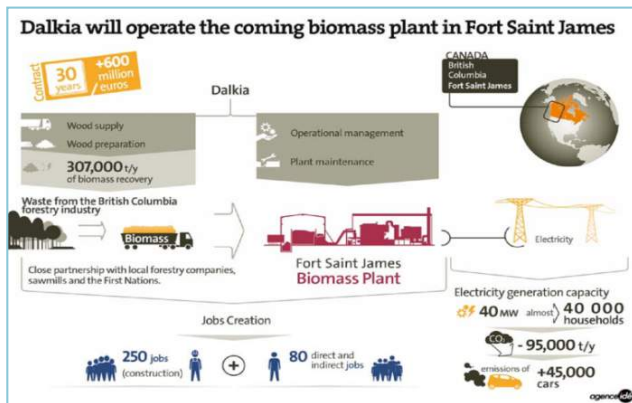 Dalkia will operate the coming biomass plant in Fort Saint James
Contract
30
years
+600
million
/euros
Dalkia
CANADA
British
Columbia
Fort Saint James
Wood supply
Wood preparation
307,000 t/y
of biomass recovery
Operational management
Plant maintenance
Waste from the British Columbia
forestry industry
Biomass
Close partnership with local forestry companies,
sawmills and the First Nations.
Fort Saint James
Biomass Plant
Electricity
Electricity generation capacity
40 MW almost 40 000
households
CO2 - 95,000 t/y
emissions of +45,000
cars
Jobs Creation
250 jobs
(construction)
+
80 direct and
indirect jobs
agence idé